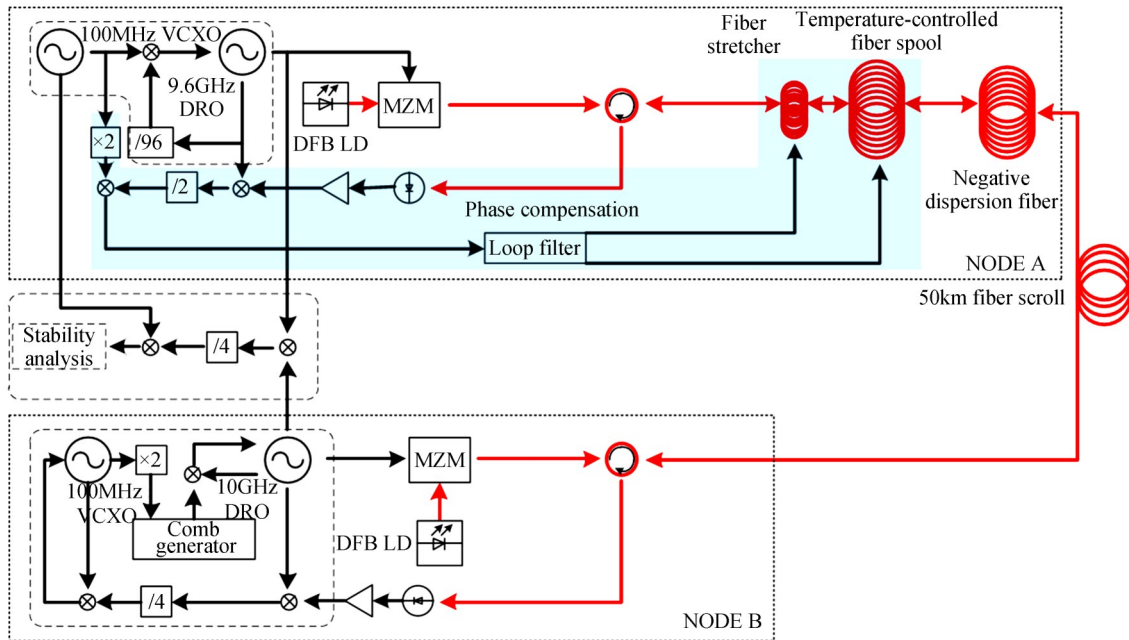 100MHz VCXO
9.6GHz
DRO
×2
/96
DFB LD
MZM
Fiber
stretcher
Temperature-controlled
fiber spool
Negative
dispersion fiber
/2
Phase compensation
Loop filter
NODE A
50km fiber scroll
Stability
analysis
/4
×2
100MHz
VCXO
10GHz
DRO
Comb
generator
MZM
DFB LD
/4
NODE B